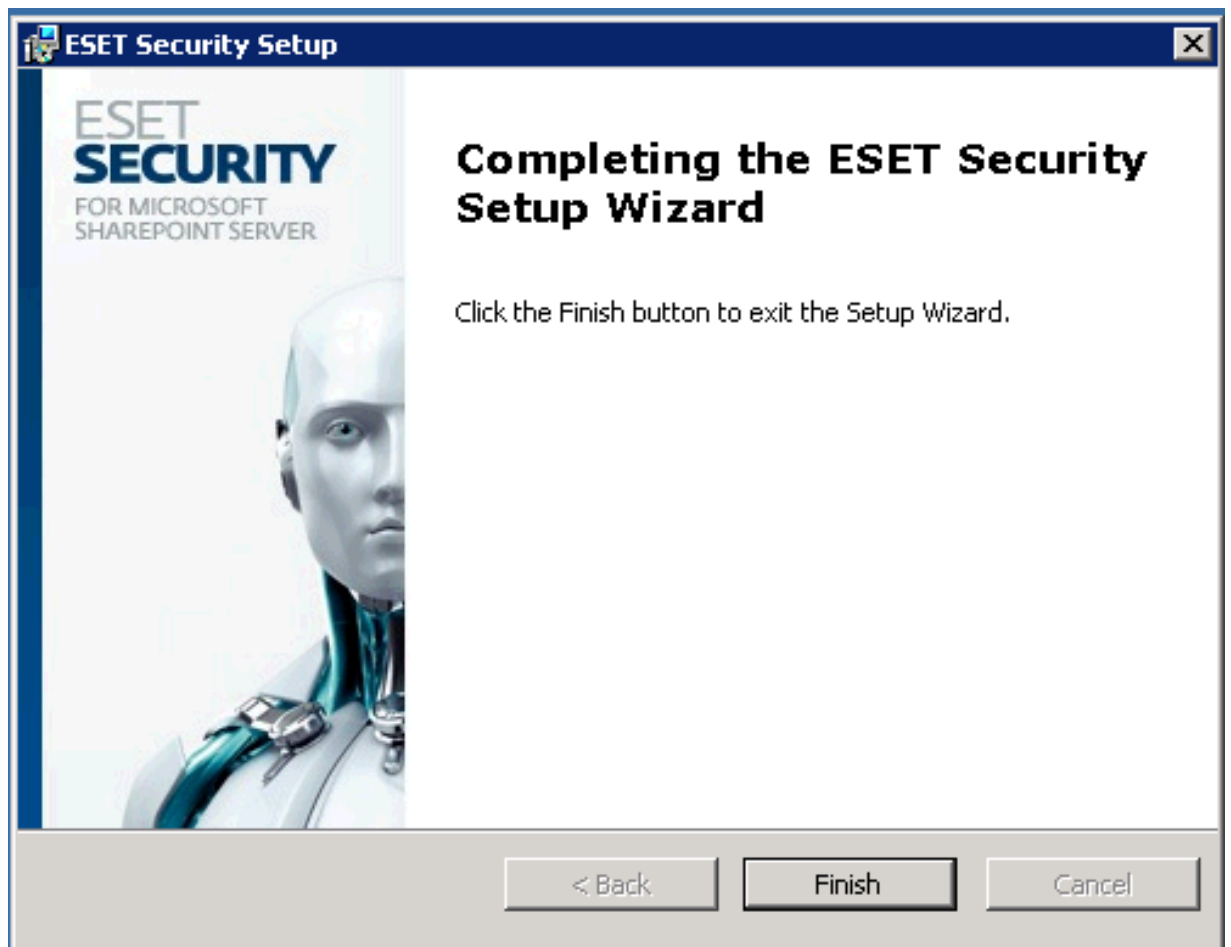 ESET Security Setup
ESET
SECURITY
FOR MICROSOFT
SHAREPOINT SERVER
Completing the ESET Security
Setup Wizard
Click the Finish button to exit the Setup Wizard.
< Back
Finish
Cancel